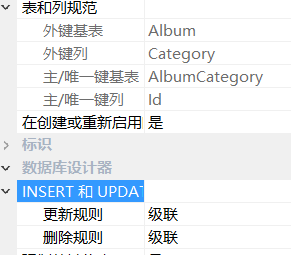 表和列规范
外键基表 Album
外键列 Category
主/唯一键基表 AlbumCategory
主/唯一键列 Id
在创建或重新启用 是
标识
数据库设计器
INSERT 和 UPDAT
更新规则 级联
删除规则 级联